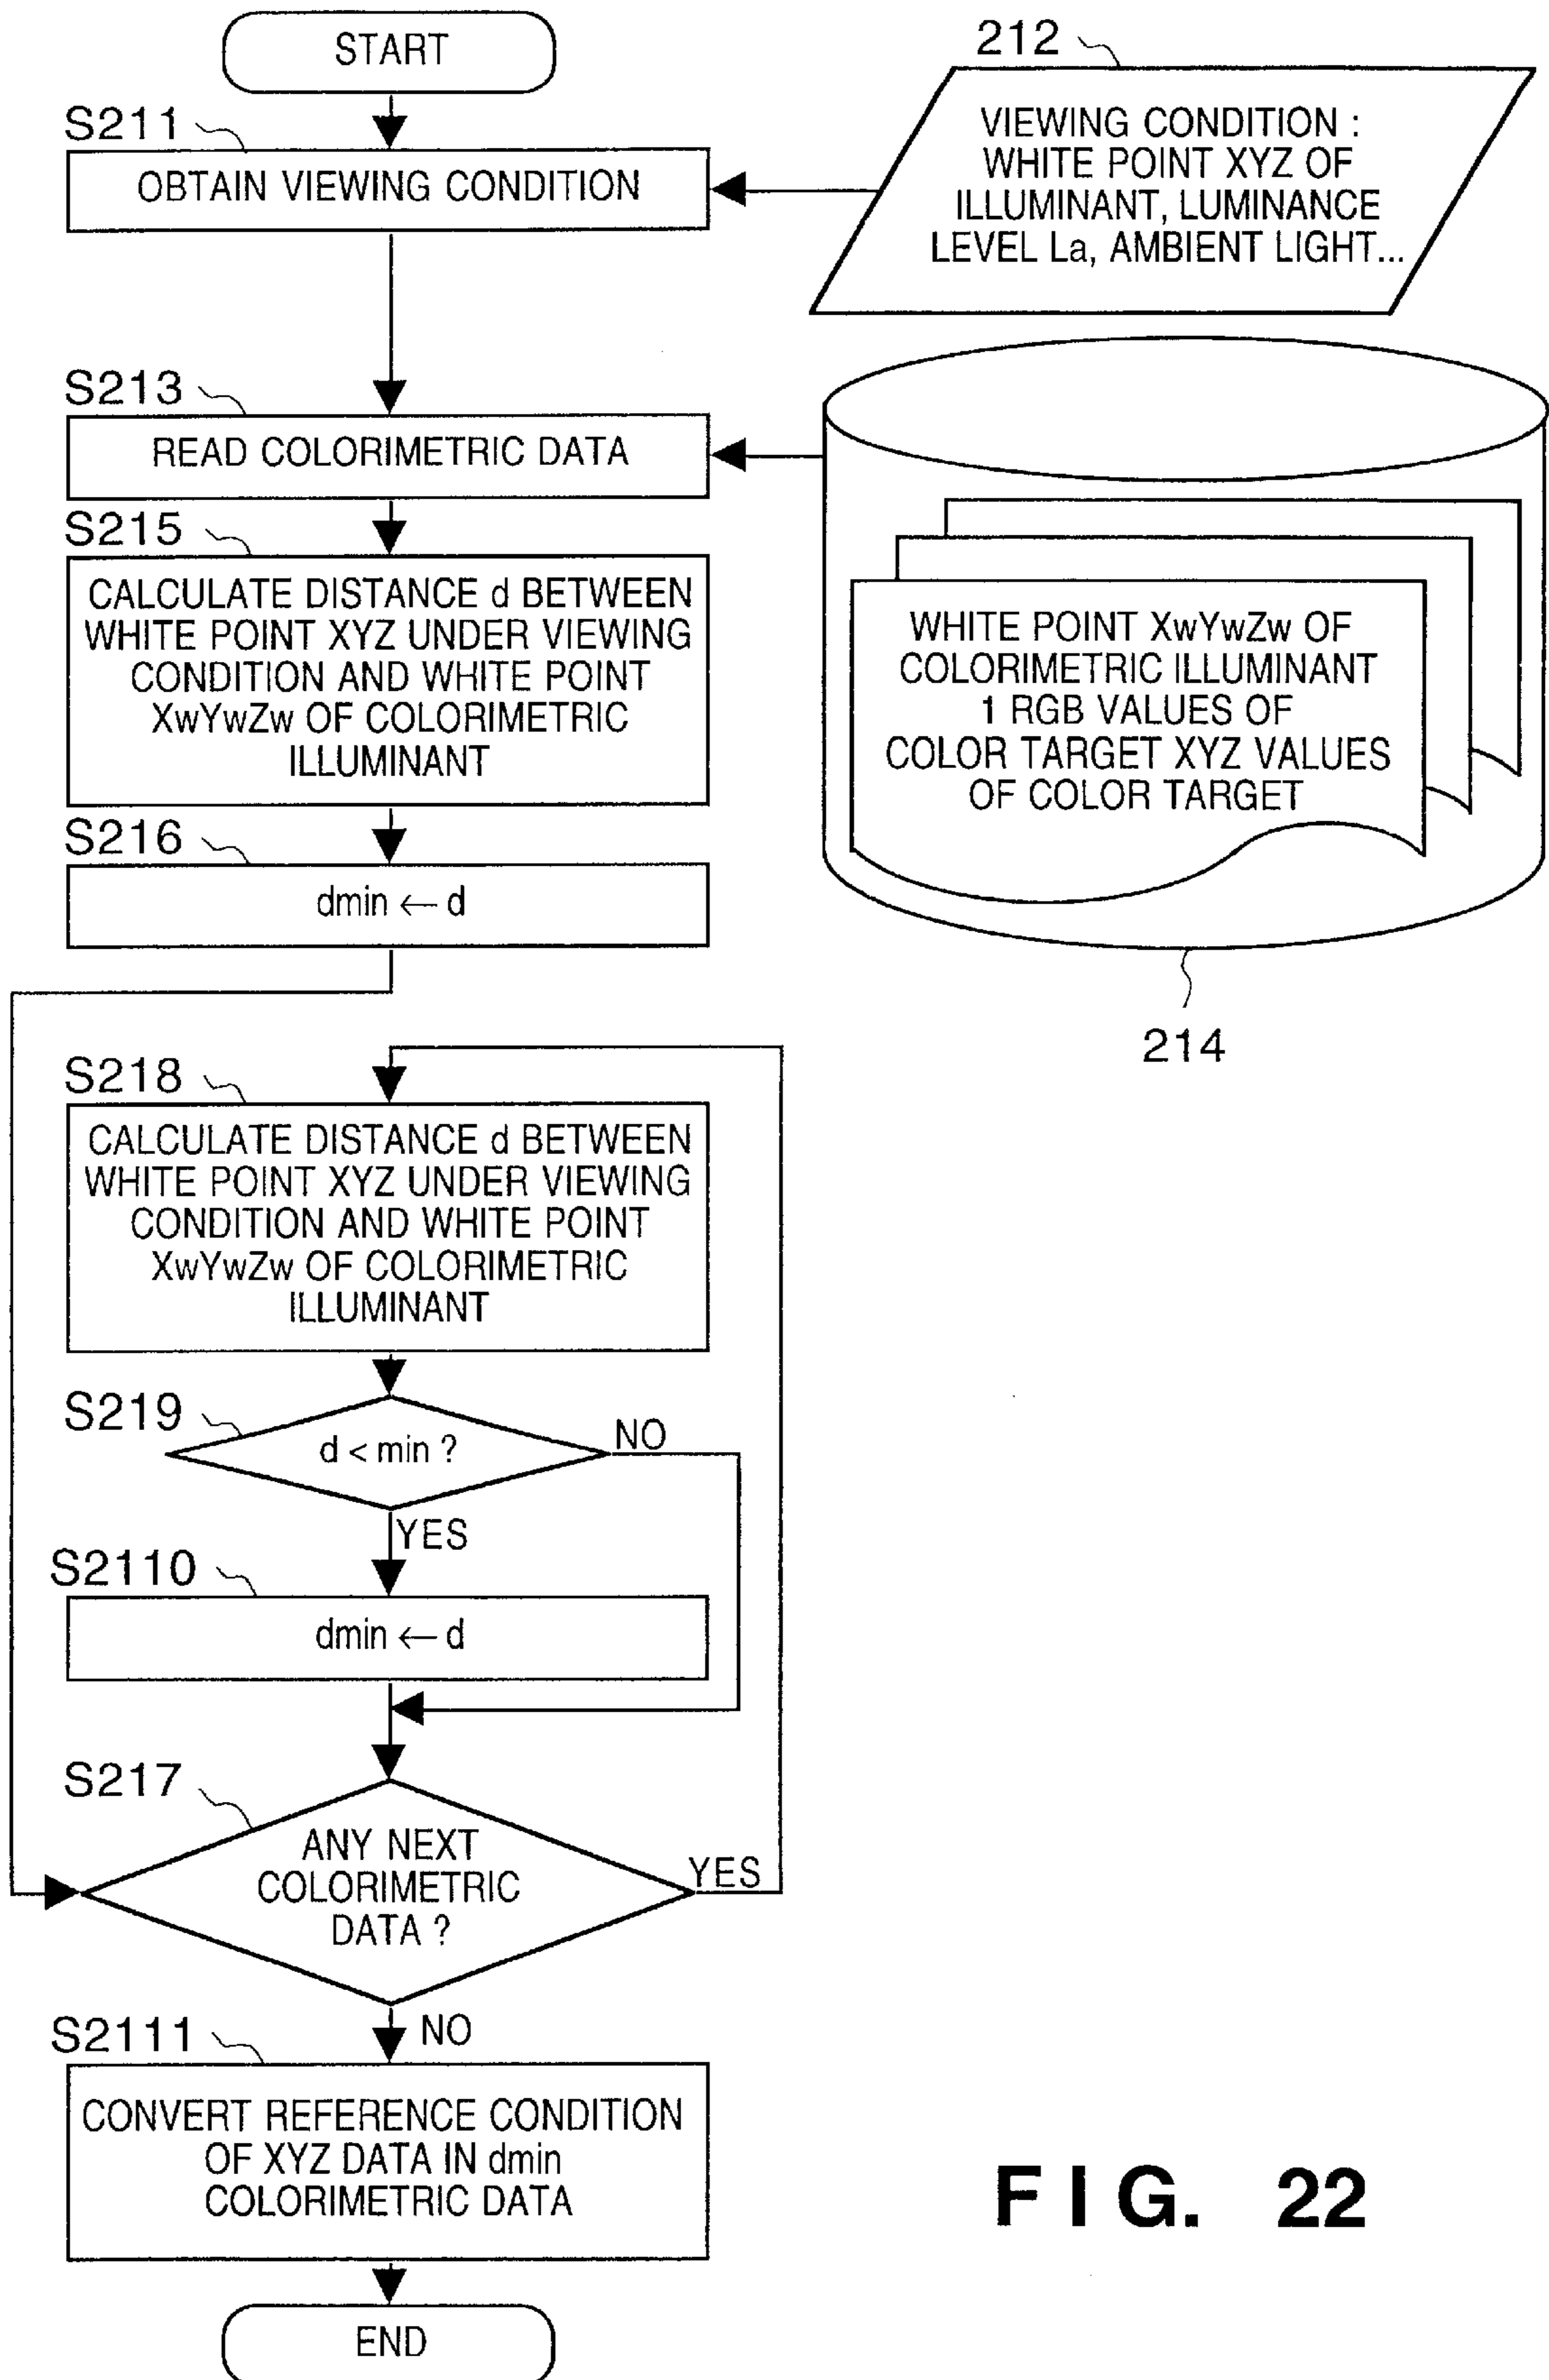 START
212
S211
VIEWING CONDITION :
WHITE POINT XYZ OF
ILLUMINANT, LUMINANCE
LEVEL La, AMBIENT LIGHT...
OBTAIN VIEWING CONDITION
S213
READ COLORIMETRIC DATA
S215
CALCULATE DISTANCE d BETWEEN
WHITE POINT XYZ UNDER VIEWING
CONDITION AND WHITE POINT
XwYwZw OF COLORIMETRIC
ILLUMINANT
WHITE POINT XwYwZw OF
COLORIMETRIC ILLUMINANT
1 RGB VALUES OF
COLOR TARGET XYZ VALUES
OF COLOR TARGET
S216
dmin ← d
214
S218
CALCULATE DISTANCE d BETWEEN
WHITE POINT XYZ UNDER VIEWING
CONDITION AND WHITE POINT
XwYwZw OF COLORIMETRIC
ILLUMINANT
S219
d < min ?
NO
YES
S2110
dmin ← d
S217
ANY NEXT
COLORIMETRIC
DATA ?
YES
NO
S2111
CONVERT REFERENCE CONDITION
OF XYZ DATA IN dmin
COLORIMETRIC DATA
END
FIG. 22